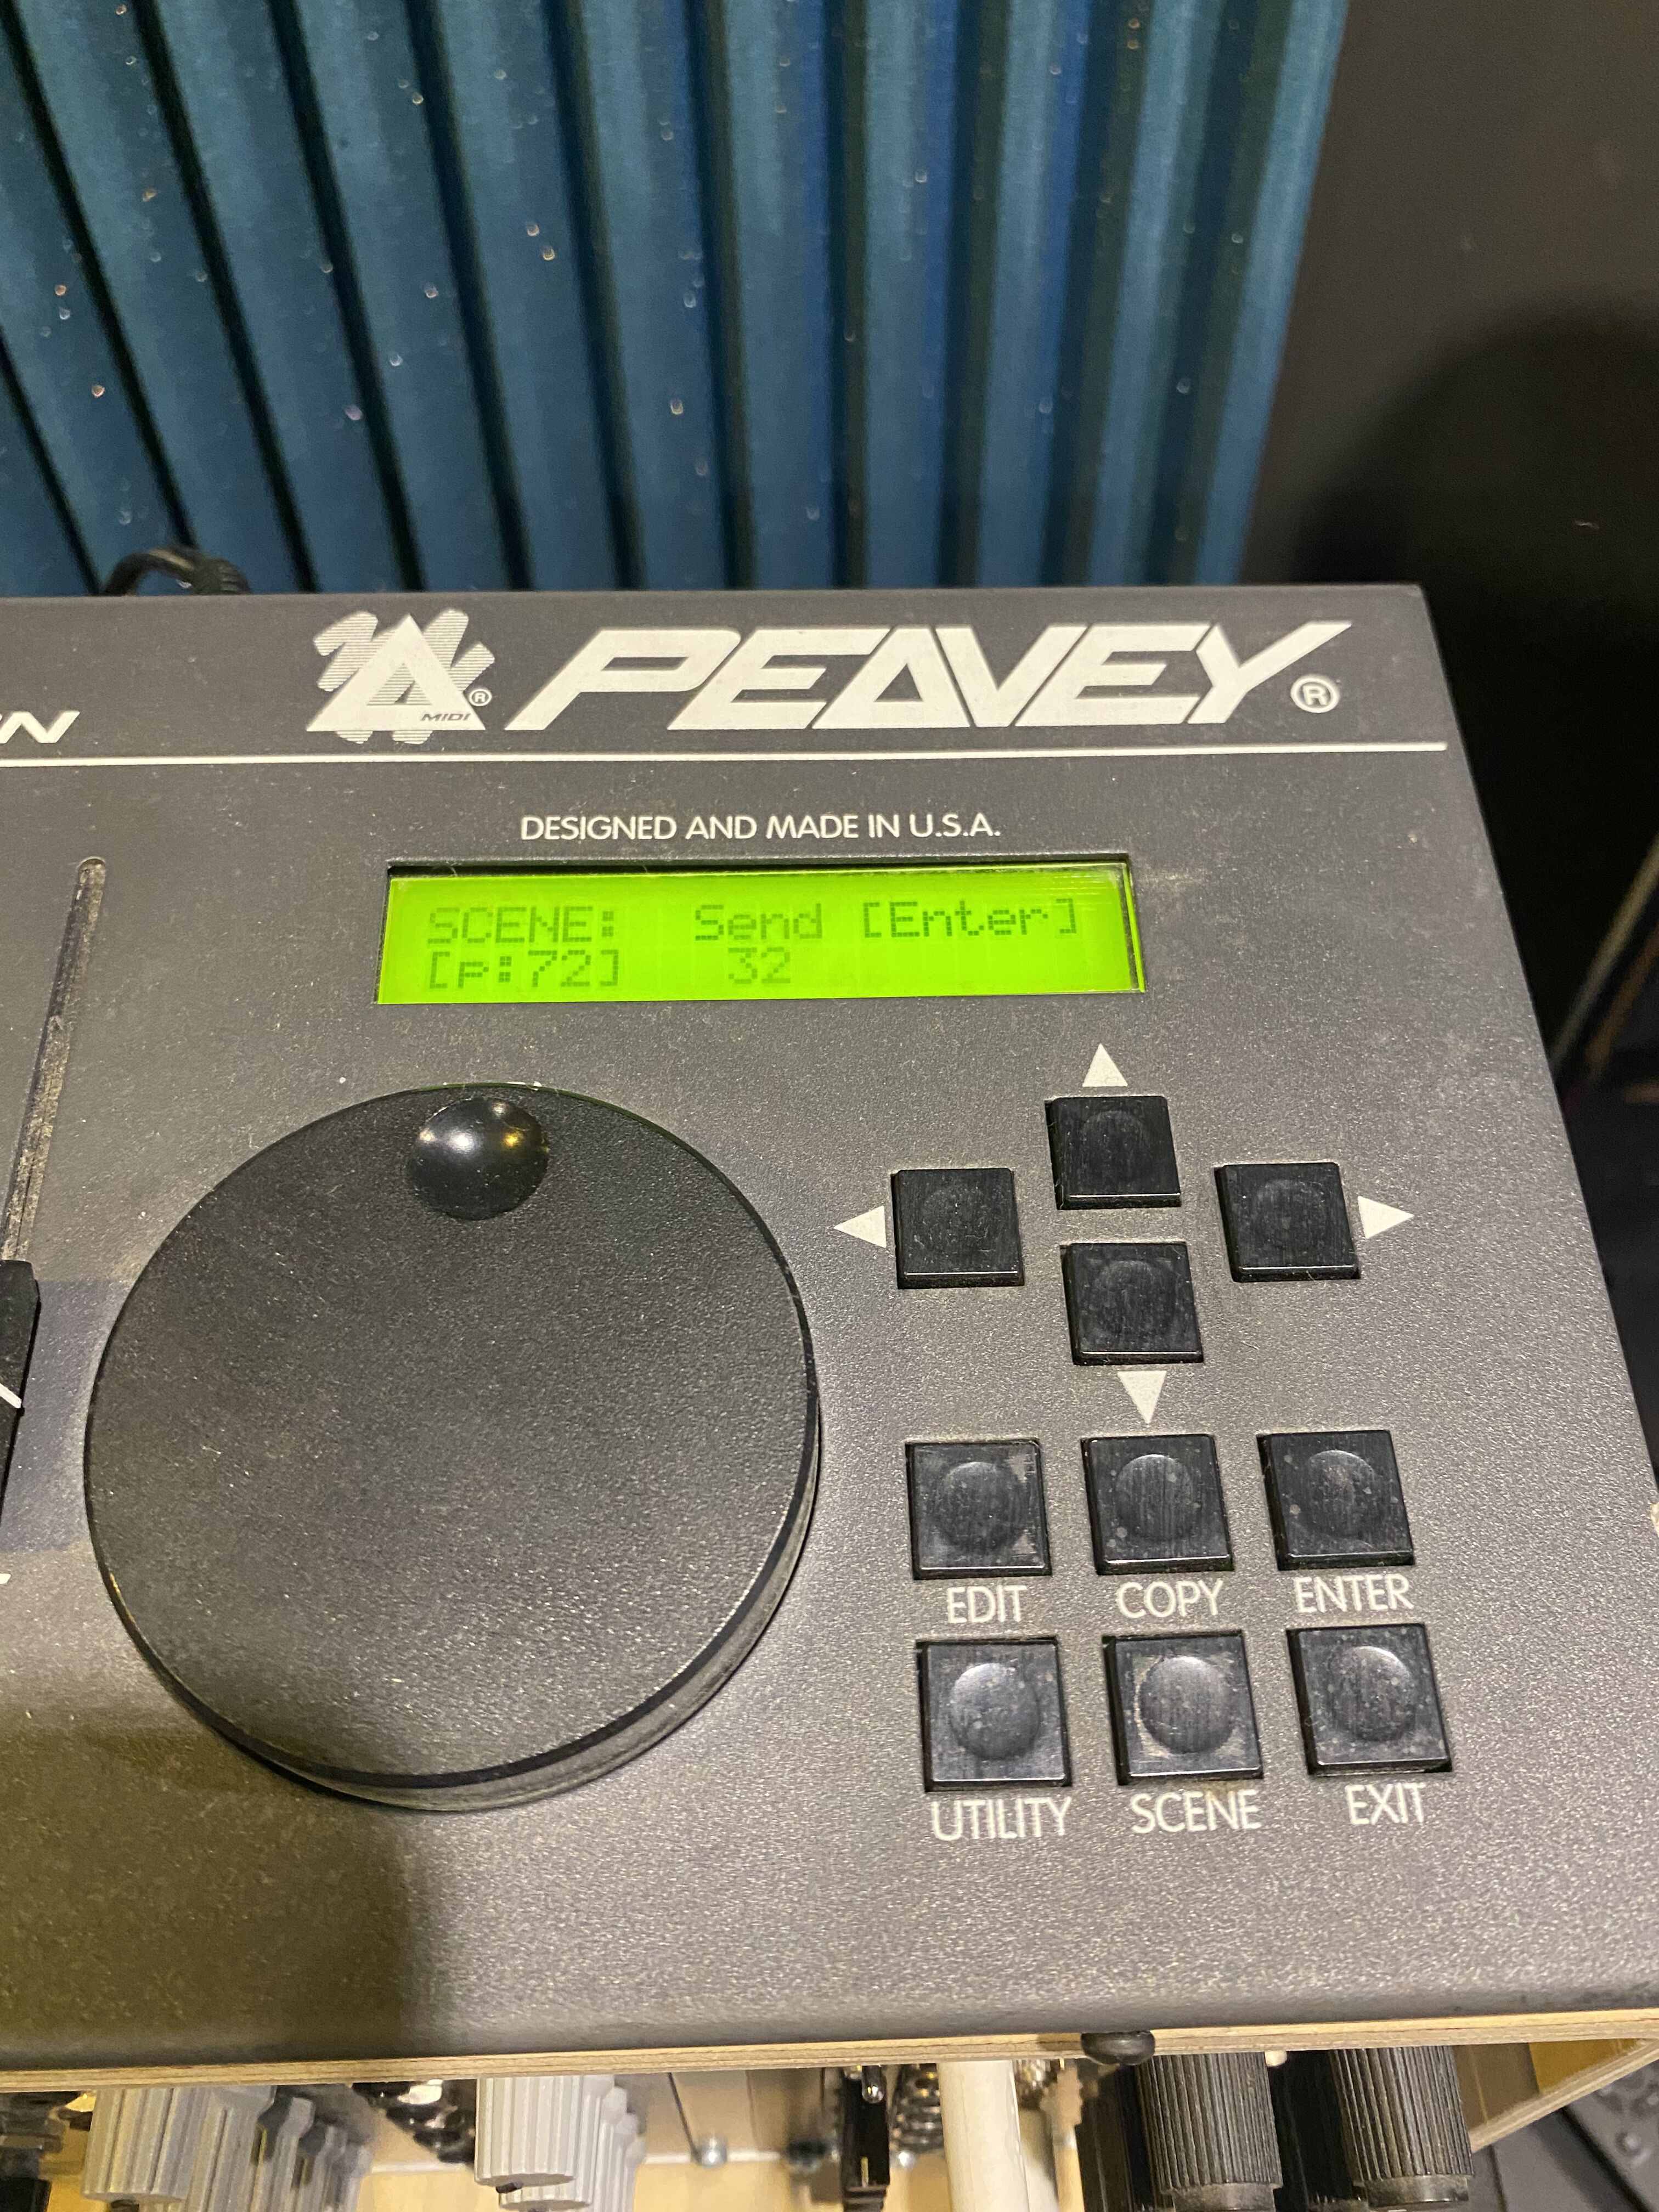 MIDI ® PEAVEY ®
DESIGNED AND MADE IN U.S.A.
SCENE: Send [Enter]
[p:72] 32
EDIT COPY ENTER
UTILITY SCENE EXIT